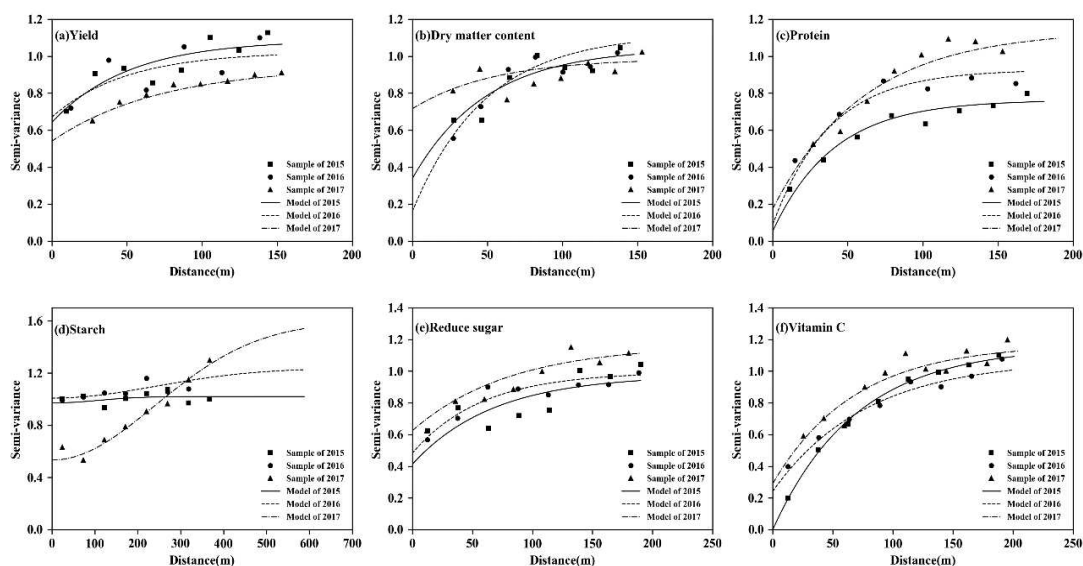 (a)Yield
Semi-variance
1.2
1.0
0.8
0.6
0.4
0.2
0.0
Sample of 2015
Sample of 2016
Sample of 2017
Model of 2015
Model of 2016
Model of 2017
0 50 100 150 200
Distance(m)
(b)Dry matter content
Semi-variance
1.2
1.0
0.8
0.6
0.4
0.2
0.0
Sample of 2015
Sample of 2016
Sample of 2017
Model of 2015
Model of 2016
Model of 2017
0 50 100 150 200
Distance(m)
(c)Protein
Semi-variance
1.2
1.0
0.8
0.6
0.4
0.2
0.0
Sample of 2015
Sample of 2016
Sample of 2017
Model of 2015
Model of 2016
Model of 2017
0 50 100 150 200
Distance(m)
(d)Starch
Semi-variance
1.6
1.2
0.8
0.4
0.0
Sample of 2015
Sample of 2016
Sample of 2017
Model of 2015
Model of 2016
Model of 2017
0 100 200 300 400 500 600 700
Distance(m)
(e)Reduce sugar
Semi-variance
1.4
1.2
1.0
0.8
0.6
0.4
0.2
0.0
Sample of 2015
Sample of 2016
Sample of 2017
Model of 2015
Model of 2016
Model of 2017
0 50 100 150 200 250
Distance(m)
(f)Vitamin C
Semi-variance
1.4
1.2
1.0
0.8
0.6
0.4
0.2
0.0
Sample of 2015
Sample of 2016
Sample of 2017
Model of 2015
Model of 2016
Model of 2017
0 50 100 150 200 250
Distance(m)